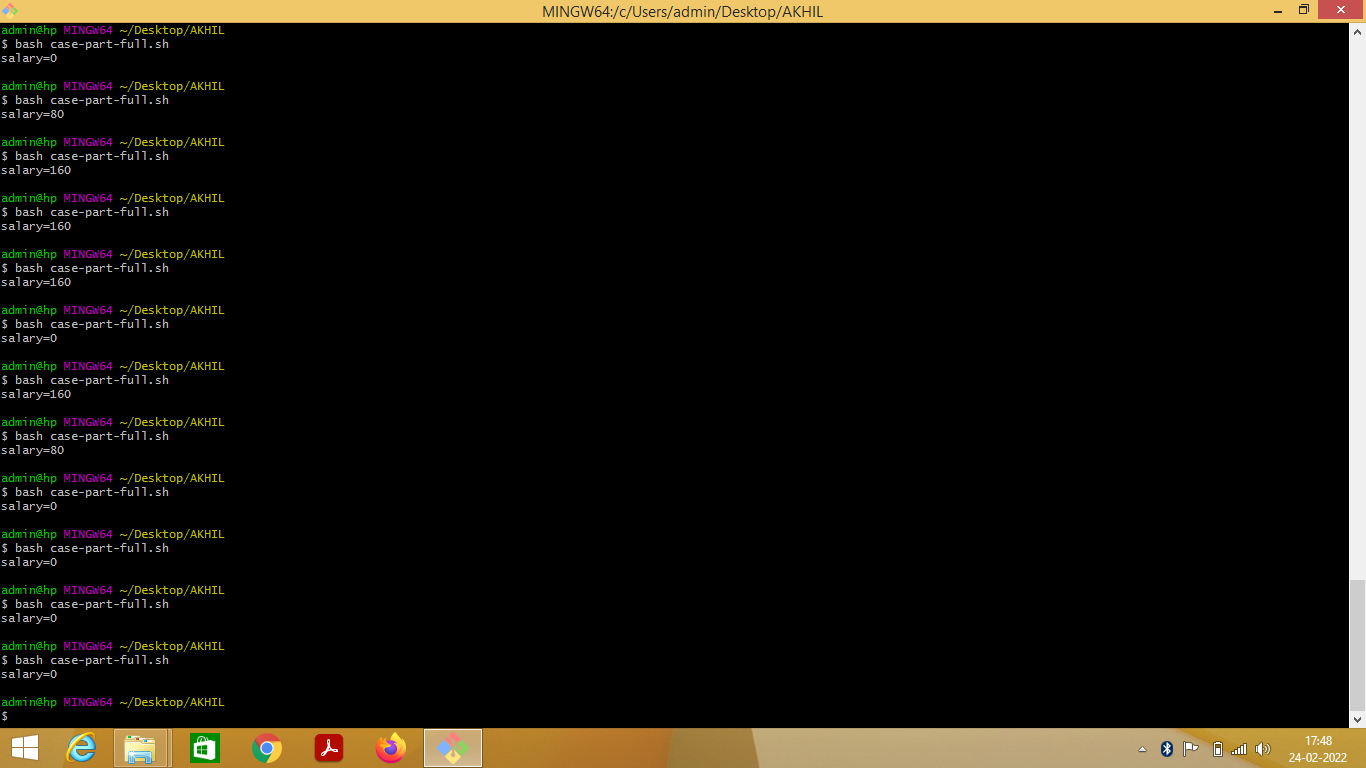 MINGW64:/c/Users/admin/Desktop/AKHIL
admin@hp MINGW64 ~/Desktop/AKHIL
$ bash case-part-full.sh
salary=0
admin@hp MINGW64 ~/Desktop/AKHIL
$ bash case-part-full.sh
salary=80
admin@hp MINGW64 ~/Desktop/AKHIL
$ bash case-part-full.sh
salary=160
admin@hp MINGW64 ~/Desktop/AKHIL
$ bash case-part-full.sh
salary=160
admin@hp MINGW64 ~/Desktop/AKHIL
$ bash case-part-full.sh
salary=160
admin@hp MINGW64 ~/Desktop/AKHIL
$ bash case-part-full.sh
salary=0
admin@hp MINGW64 ~/Desktop/AKHIL
$ bash case-part-full.sh
salary=160
admin@hp MINGW64 ~/Desktop/AKHIL
$ bash case-part-full.sh
salary=80
admin@hp MINGW64 ~/Desktop/AKHIL
$ bash case-part-full.sh
salary=0
admin@hp MINGW64 ~/Desktop/AKHIL
$ bash case-part-full.sh
salary=0
admin@hp MINGW64 ~/Desktop/AKHIL
$ bash case-part-full.sh
salary=0
admin@hp MINGW64 ~/Desktop/AKHIL
$ bash case-part-full.sh
salary=0
admin@hp MINGW64 ~/Desktop/AKHIL
$
17:48
24-02-2022